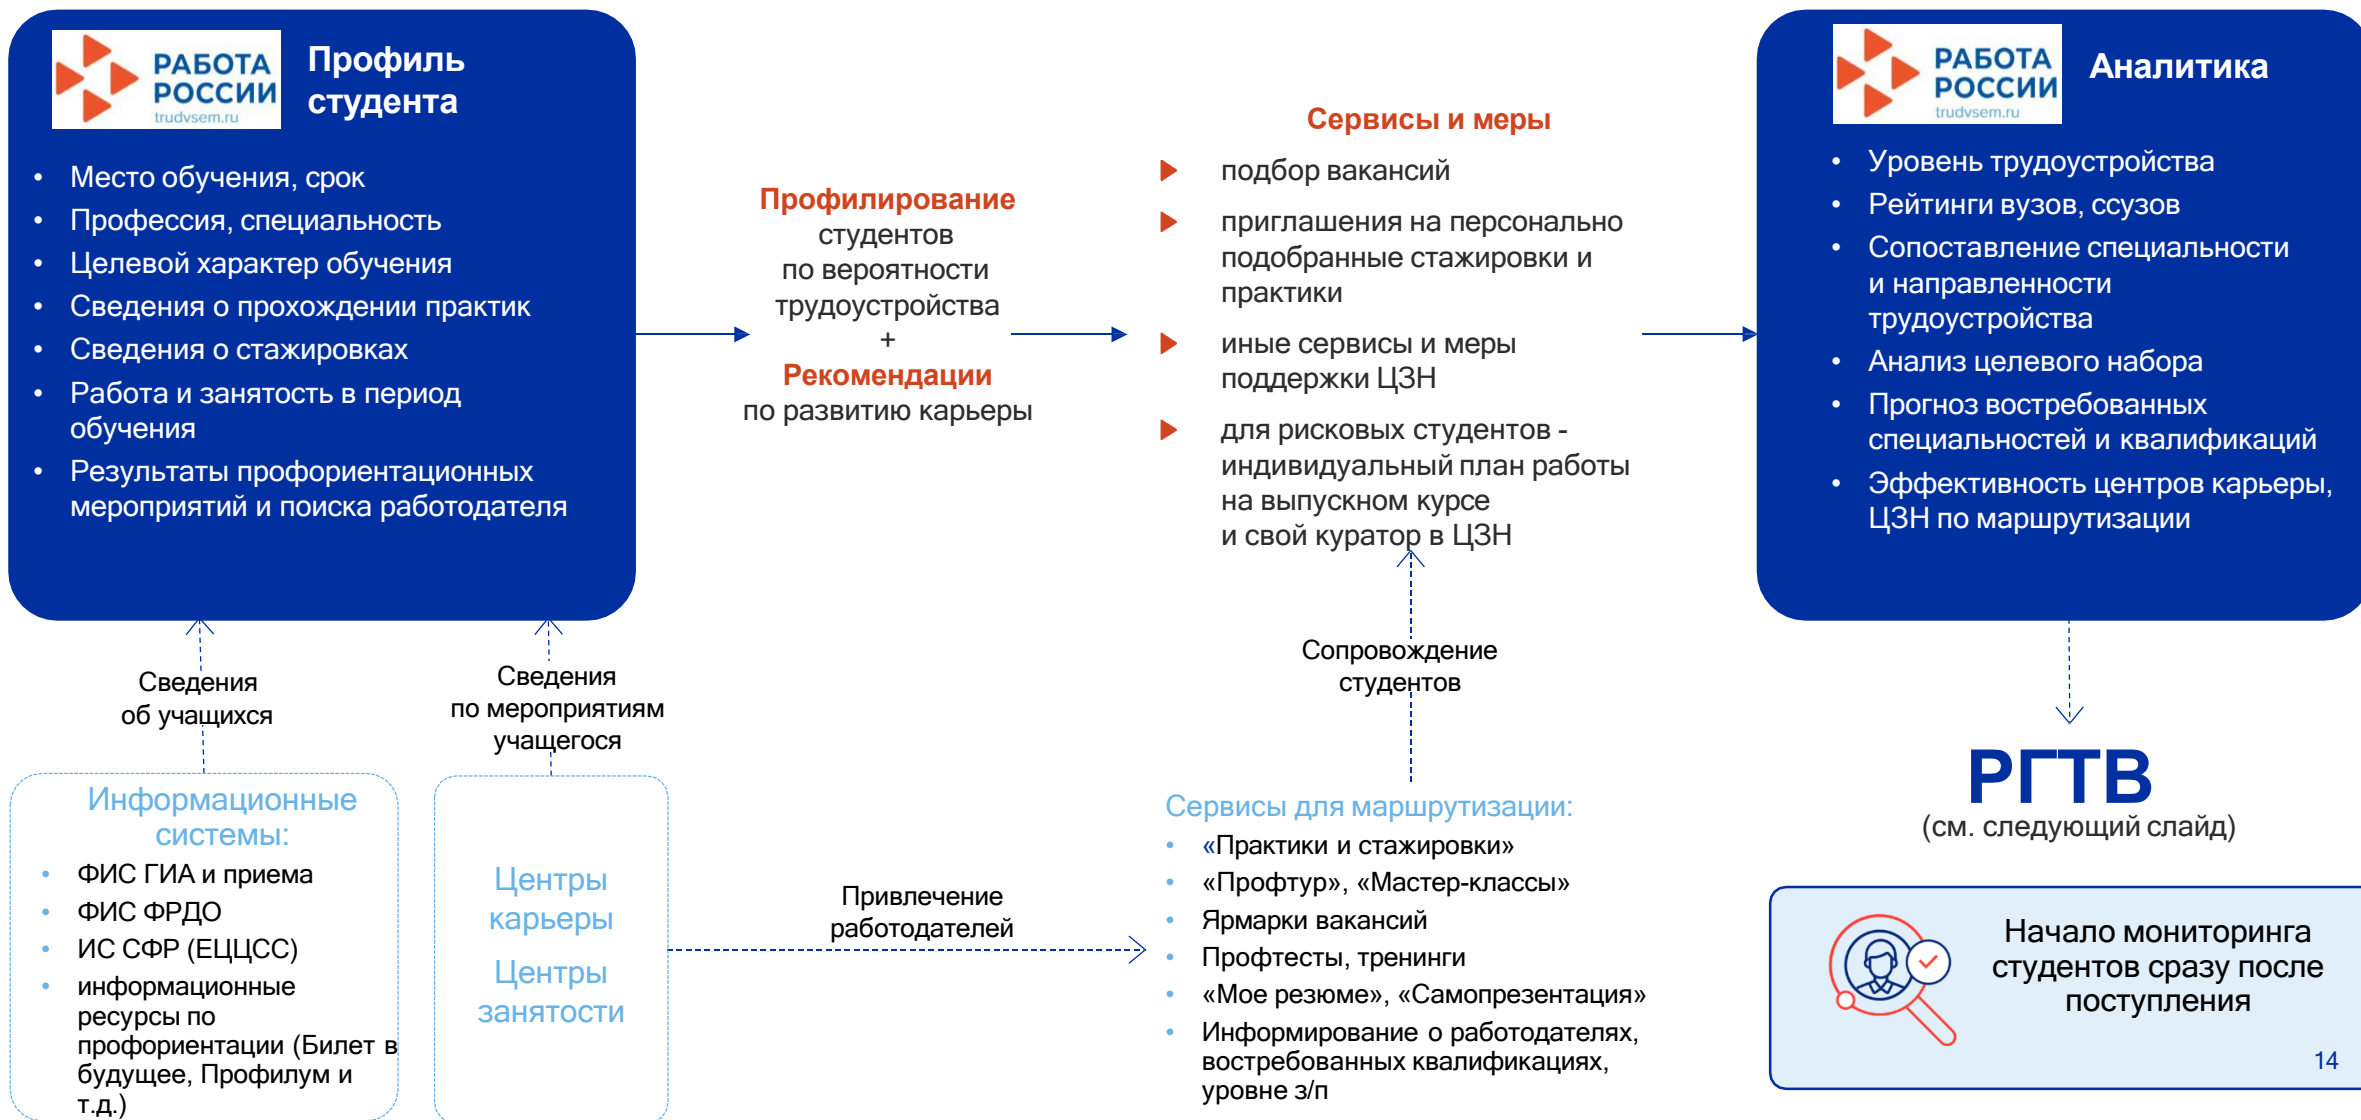 РАБОТА
РОССИИ
trudvsem.ru
Профиль
студента
• Место обучения, срок
• Профессия, специальность
• Целевой характер обучения
• Сведения о прохождении практик
• Сведения о стажировках
• Работа и занятость в период
обучения
• Результаты профориентационных
мероприятий и поиска работодателя
Профилирование
студентов
по вероятности
трудоустройства
+
Рекомендации
по развитию карьеры
Сервисы и меры
подбор вакансий
приглашения на персонально
подобранные стажировки и
практики
иные сервисы и меры
поддержки ЦЗН
для рисковых студентов -
индивидуальный план работы
на выпускном курсе
и свой куратор в ЦЗН
РАБОТА
РОССИИ
trudvsem.ru
Аналитика
• Уровень трудоустройства
• Рейтинги вузов, ссузов
• Сопоставление специальности
и направленности
трудоустройства
• Анализ целевого набора
• Прогноз востребованных
специальностей и квалификаций
• Эффективность центров карьеры,
ЦЗН по маршрутизации
Сведения
об учащихся
Сведения
по мероприятиям
учащегося
Сопровождение
студентов
Информационные
системы:
• ФИС ГИА и приема
• ФИС ФРДО
• ИС СФР (ЕЦЦСС)
• информационные
ресурсы по
профориентации (Билет в
будущее, Профилум и
т.д.)
Центры
карьеры
Центры
занятости
Привлечение
работодателей
Сервисы для маршрутизации:
• «Практики и стажировки»
• «Профтур», «Мастер-классы»
• Ярмарки вакансий
• Профтесты, тренинги
• «Мое резюме», «Самопрезентация»
• Информирование о работодателях,
востребованных квалификациях,
уровне з/п
РГТВ
(см. следующий слайд)
Начало мониторинга
студентов сразу после
поступления
14